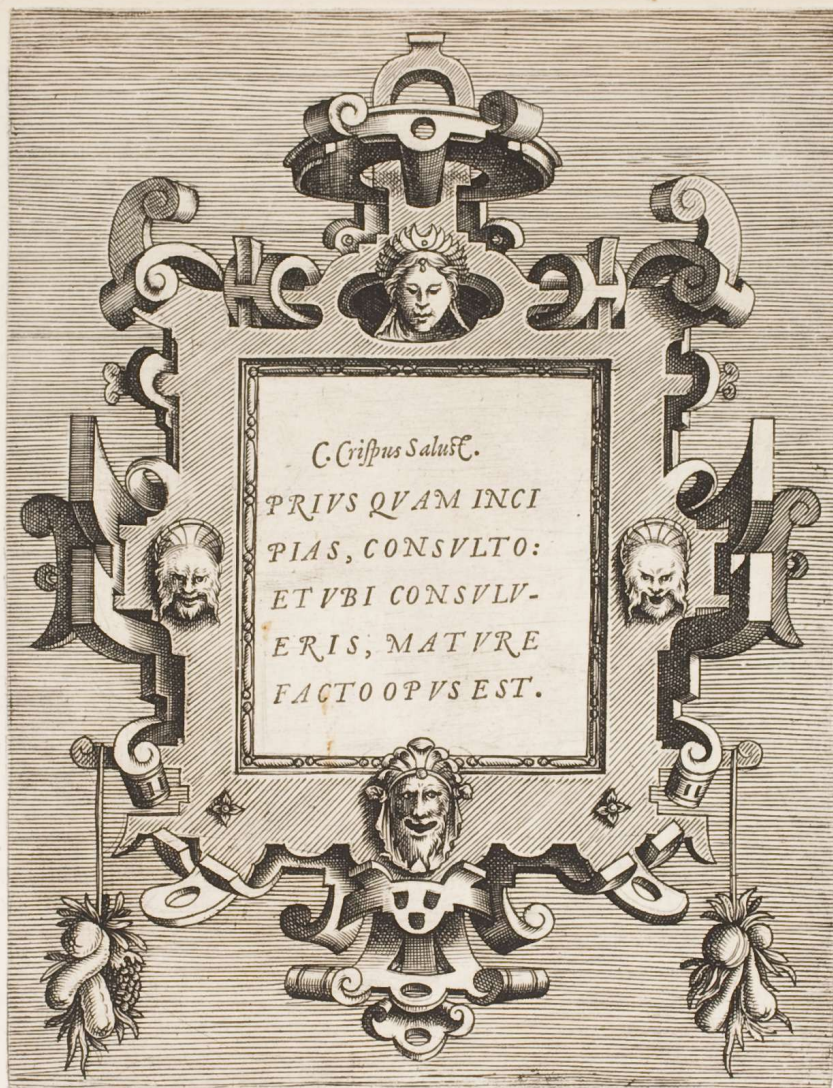 C. Criſpus Saluſt.
PRIVS QVAM INCI
PIAS, CONSVLTO:
ET VBI CONSVLV-
ERIS, MATVRE
FACTO OPVS EST.